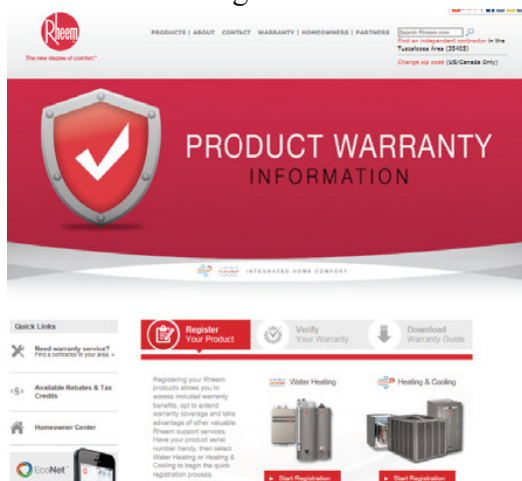 Rheem
The new degree of comfort.™
PRODUCTS | ABOUT CONTACT WARRANTY | HOMEOWNERS | PARTNERS
Search Rheem.com
Find an independent contractor in the
Tuscaloosa Area (35405)
Change zip code (US/Canada Only)
PRODUCT WARRANTY
INFORMATION
INTEGRATED HOME COMFORT
Quick Links
Need warranty service?
Find a contractor in your area. »
Available Rebates & Tax
Credits
Homeowner Center
EcoNet™
Register
Your Product
Verify
Your Warranty
Download
Warranty Guide
Registering your Rheem
products allows you to
access included warranty
benefits, opt to extend
warranty coverage and take
advantage of other valuable
Rheem support services.
Have your product serial
number handy, then select
Water Heating or Heating &
Cooling to begin the quick
registration process.
Water Heating
Start Registration
Heating & Cooling
Start Registration